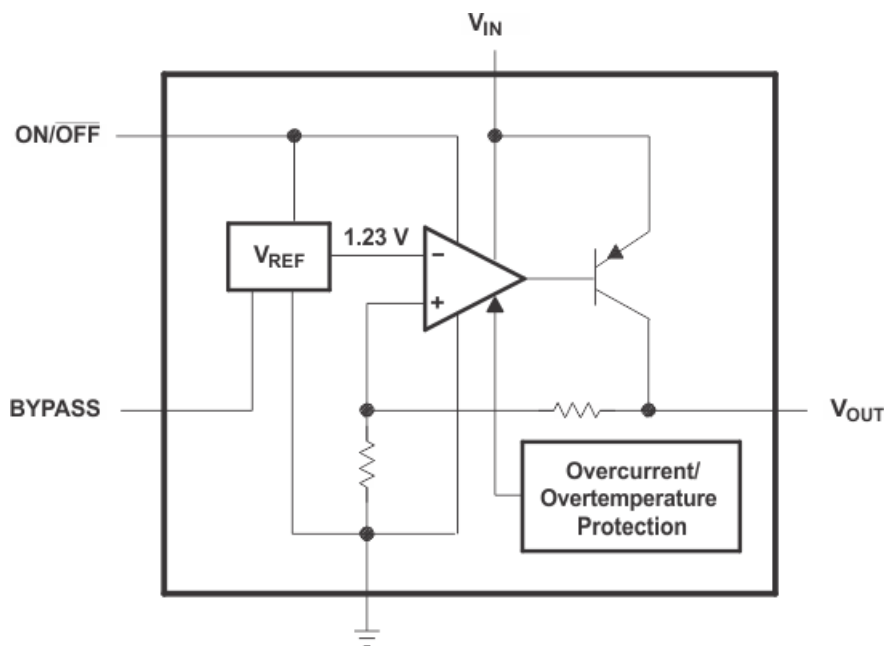 VIN
ON/OFF
1.23 V
VREF
−
+
BYPASS
VOUT
Overcurrent/
Overtemperature
Protection